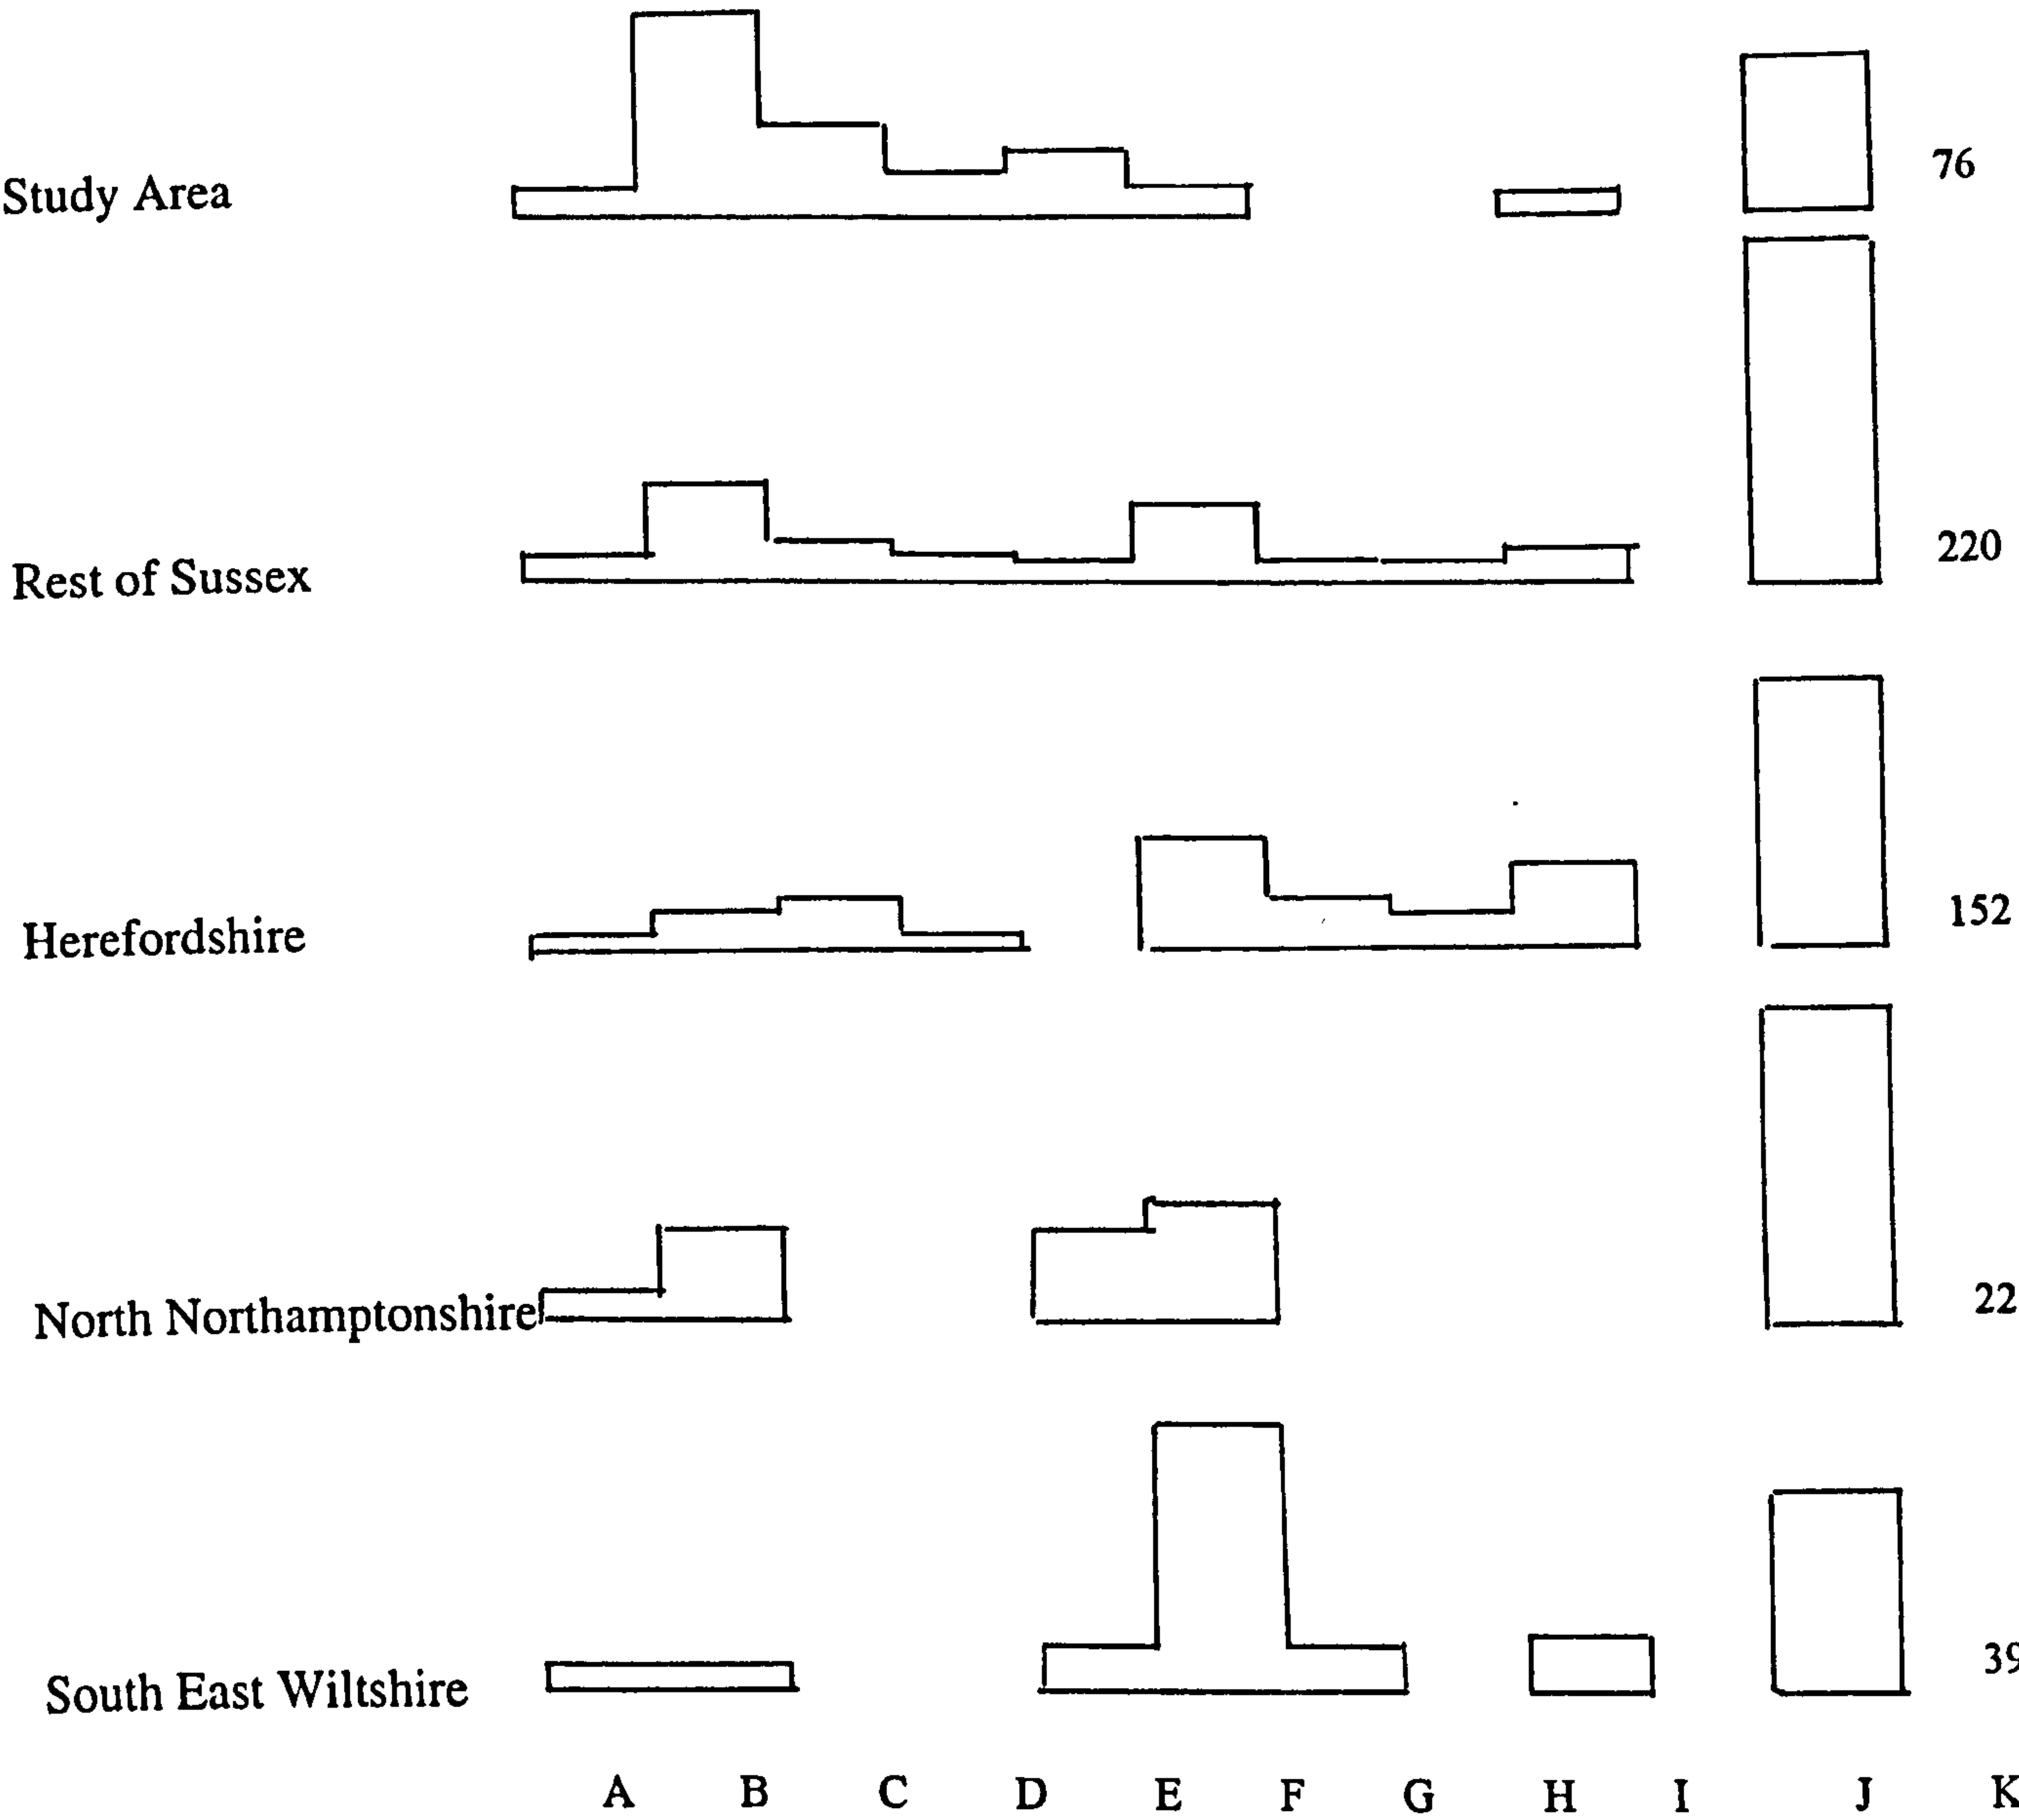 Study Area 76
Rest of Sussex 220
Herefordshire 152
North Northamptonshire 22
South East Wiltshire 39
A B C D E F G H I J K